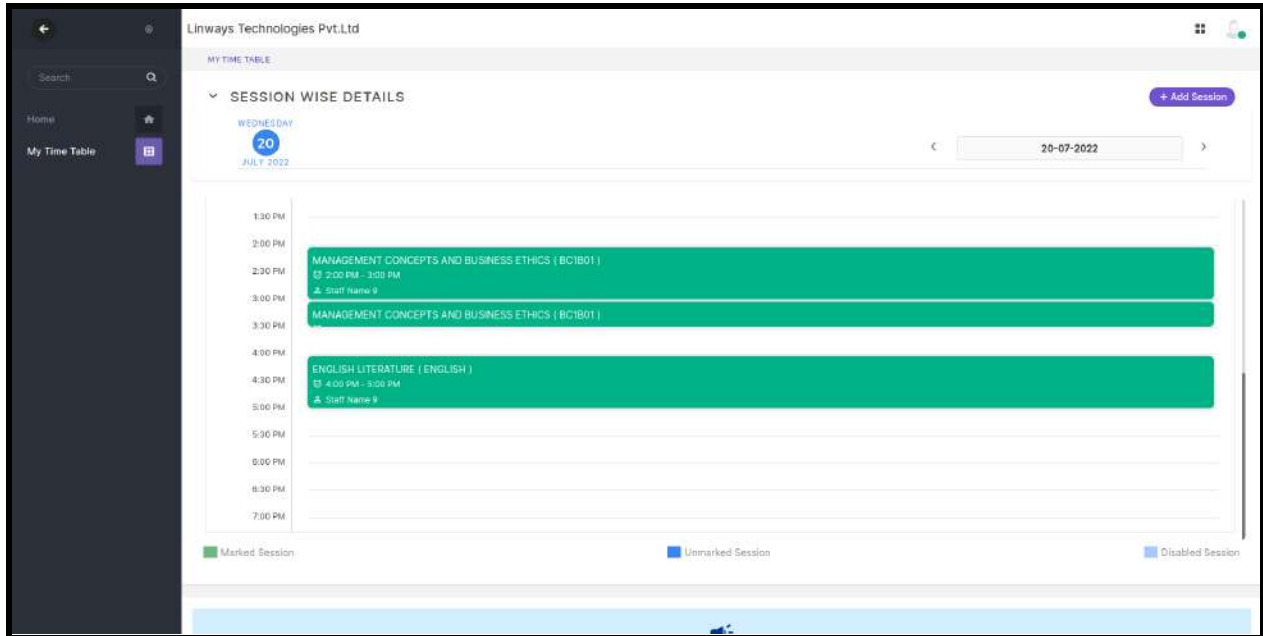 Linways Technologies Pvt.Ltd
Search
Home
My Time Table
MY TIME TABLE
SESSION WISE DETAILS
+ Add Session
WEDNESDAY
20
JULY 2022
20-07-2022
1:30 PM
2:00 PM
2:30 PM
3:00 PM
3:30 PM
4:00 PM
4:30 PM
5:00 PM
5:30 PM
6:00 PM
6:30 PM
7:00 PM
MANAGEMENT CONCEPTS AND BUSINESS ETHICS ( BC1B01 )
2:00 PM - 3:00 PM
Staff Name 9
MANAGEMENT CONCEPTS AND BUSINESS ETHICS ( BC1B01 )
ENGLISH LITERATURE ( ENGLISH )
4:00 PM - 5:00 PM
Staff Name 9
Marked Session
Unmarked Session
Disabled Session